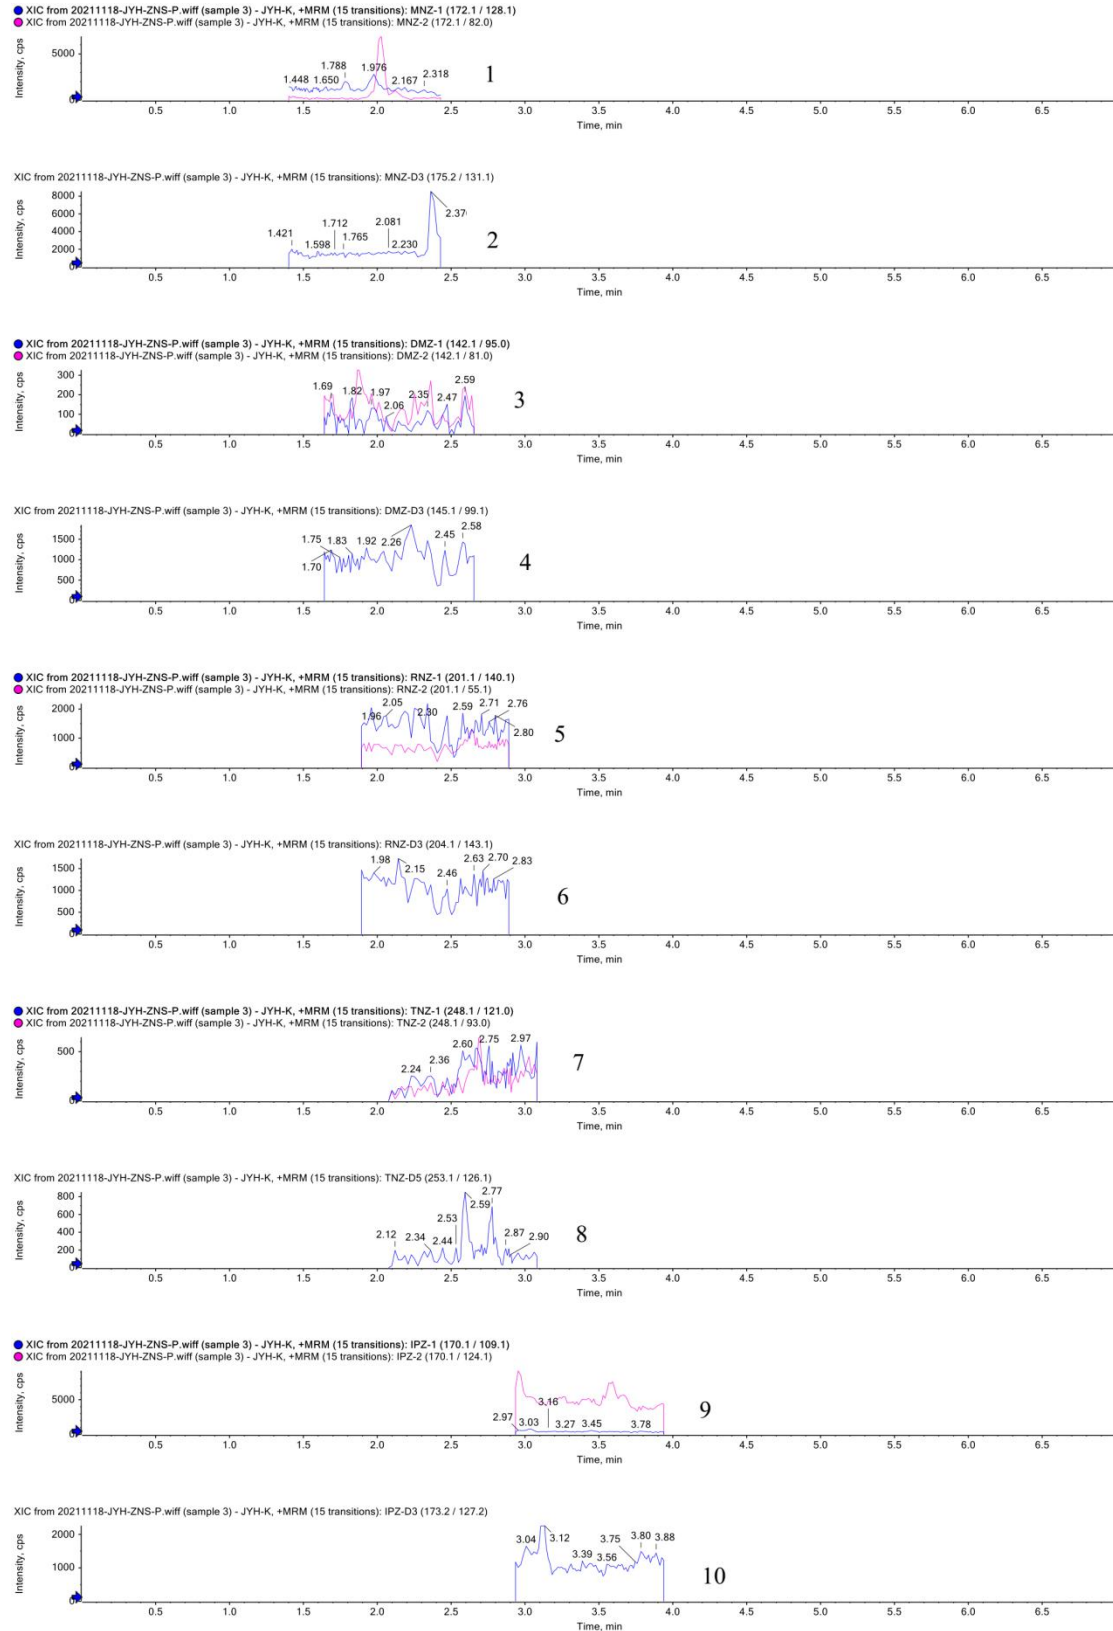 XIC from 20211118-JYH-ZNS-P.wiff (sample 3) - JYH-K, +MRM (15 transitions): MNZ-1 (172.1 / 128.1)
XIC from 20211118-JYH-ZNS-P.wiff (sample 3) - JYH-K, +MRM (15 transitions): MNZ-2 (172.1 / 82.0)
Intensity, cps
5000
0
1.448 1.650 1.788 1.976 2.167 2.318
1
0.5 1.0 1.5 2.0 2.5 3.0 3.5 4.0 4.5 5.0 5.5 6.0 6.5
Time, min
XIC from 20211118-JYH-ZNS-P.wiff (sample 3) - JYH-K, +MRM (15 transitions): MNZ-D3 (175.2 / 131.1)
Intensity, cps
8000
6000
4000
2000
0
1.421 1.598 1.712 1.765 2.081 2.230 2.37
2
0.5 1.0 1.5 2.0 2.5 3.0 3.5 4.0 4.5 5.0 5.5 6.0 6.5
Time, min
XIC from 20211118-JYH-ZNS-P.wiff (sample 3) - JYH-K, +MRM (15 transitions): DMZ-1 (142.1 / 95.0)
XIC from 20211118-JYH-ZNS-P.wiff (sample 3) - JYH-K, +MRM (15 transitions): DMZ-2 (142.1 / 81.0)
Intensity, cps
300
200
100
0
1.69 1.82 1.97 2.06 2.35 2.47 2.59
3
0.5 1.0 1.5 2.0 2.5 3.0 3.5 4.0 4.5 5.0 5.5 6.0 6.5
Time, min
XIC from 20211118-JYH-ZNS-P.wiff (sample 3) - JYH-K, +MRM (15 transitions): DMZ-D3 (145.1 / 99.1)
Intensity, cps
1500
1000
500
0
1.70 1.75 1.83 1.92 2.26 2.45 2.58
4
0.5 1.0 1.5 2.0 2.5 3.0 3.5 4.0 4.5 5.0 5.5 6.0 6.5
Time, min
XIC from 20211118-JYH-ZNS-P.wiff (sample 3) - JYH-K, +MRM (15 transitions): RNZ-1 (201.1 / 140.1)
XIC from 20211118-JYH-ZNS-P.wiff (sample 3) - JYH-K, +MRM (15 transitions): RNZ-2 (201.1 / 55.1)
Intensity, cps
2000
1000
0
1.96 2.05 2.30 2.59 2.71 2.76 2.80
5
0.5 1.0 1.5 2.0 2.5 3.0 3.5 4.0 4.5 5.0 5.5 6.0 6.5
Time, min
XIC from 20211118-JYH-ZNS-P.wiff (sample 3) - JYH-K, +MRM (15 transitions): RNZ-D3 (204.1 / 143.1)
Intensity, cps
1500
1000
500
0
1.98 2.15 2.46 2.63 2.70 2.83
6
0.5 1.0 1.5 2.0 2.5 3.0 3.5 4.0 4.5 5.0 5.5 6.0 6.5
Time, min
XIC from 20211118-JYH-ZNS-P.wiff (sample 3) - JYH-K, +MRM (15 transitions): TNZ-1 (248.1 / 121.0)
XIC from 20211118-JYH-ZNS-P.wiff (sample 3) - JYH-K, +MRM (15 transitions): TNZ-2 (248.1 / 93.0)
Intensity, cps
500
0
2.24 2.36 2.60 2.75 2.97
7
0.5 1.0 1.5 2.0 2.5 3.0 3.5 4.0 4.5 5.0 5.5 6.0 6.5
Time, min
XIC from 20211118-JYH-ZNS-P.wiff (sample 3) - JYH-K, +MRM (15 transitions): TNZ-D5 (253.1 / 126.1)
Intensity, cps
800
600
400
200
0
2.12 2.34 2.44 2.53 2.59 2.77 2.87 2.90
8
0.5 1.0 1.5 2.0 2.5 3.0 3.5 4.0 4.5 5.0 5.5 6.0 6.5
Time, min
XIC from 20211118-JYH-ZNS-P.wiff (sample 3) - JYH-K, +MRM (15 transitions): IPZ-1 (170.1 / 109.1)
XIC from 20211118-JYH-ZNS-P.wiff (sample 3) - JYH-K, +MRM (15 transitions): IPZ-2 (170.1 / 124.1)
Intensity, cps
5000
0
2.97 3.03 3.16 3.27 3.45 3.78
9
0.5 1.0 1.5 2.0 2.5 3.0 3.5 4.0 4.5 5.0 5.5 6.0 6.5
Time, min
XIC from 20211118-JYH-ZNS-P.wiff (sample 3) - JYH-K, +MRM (15 transitions): IPZ-D3 (173.2 / 127.2)
Intensity, cps
2000
1000
0
3.04 3.12 3.39 3.56 3.75 3.80 3.88
10
0.5 1.0 1.5 2.0 2.5 3.0 3.5 4.0 4.5 5.0 5.5 6.0 6.5
Time, min